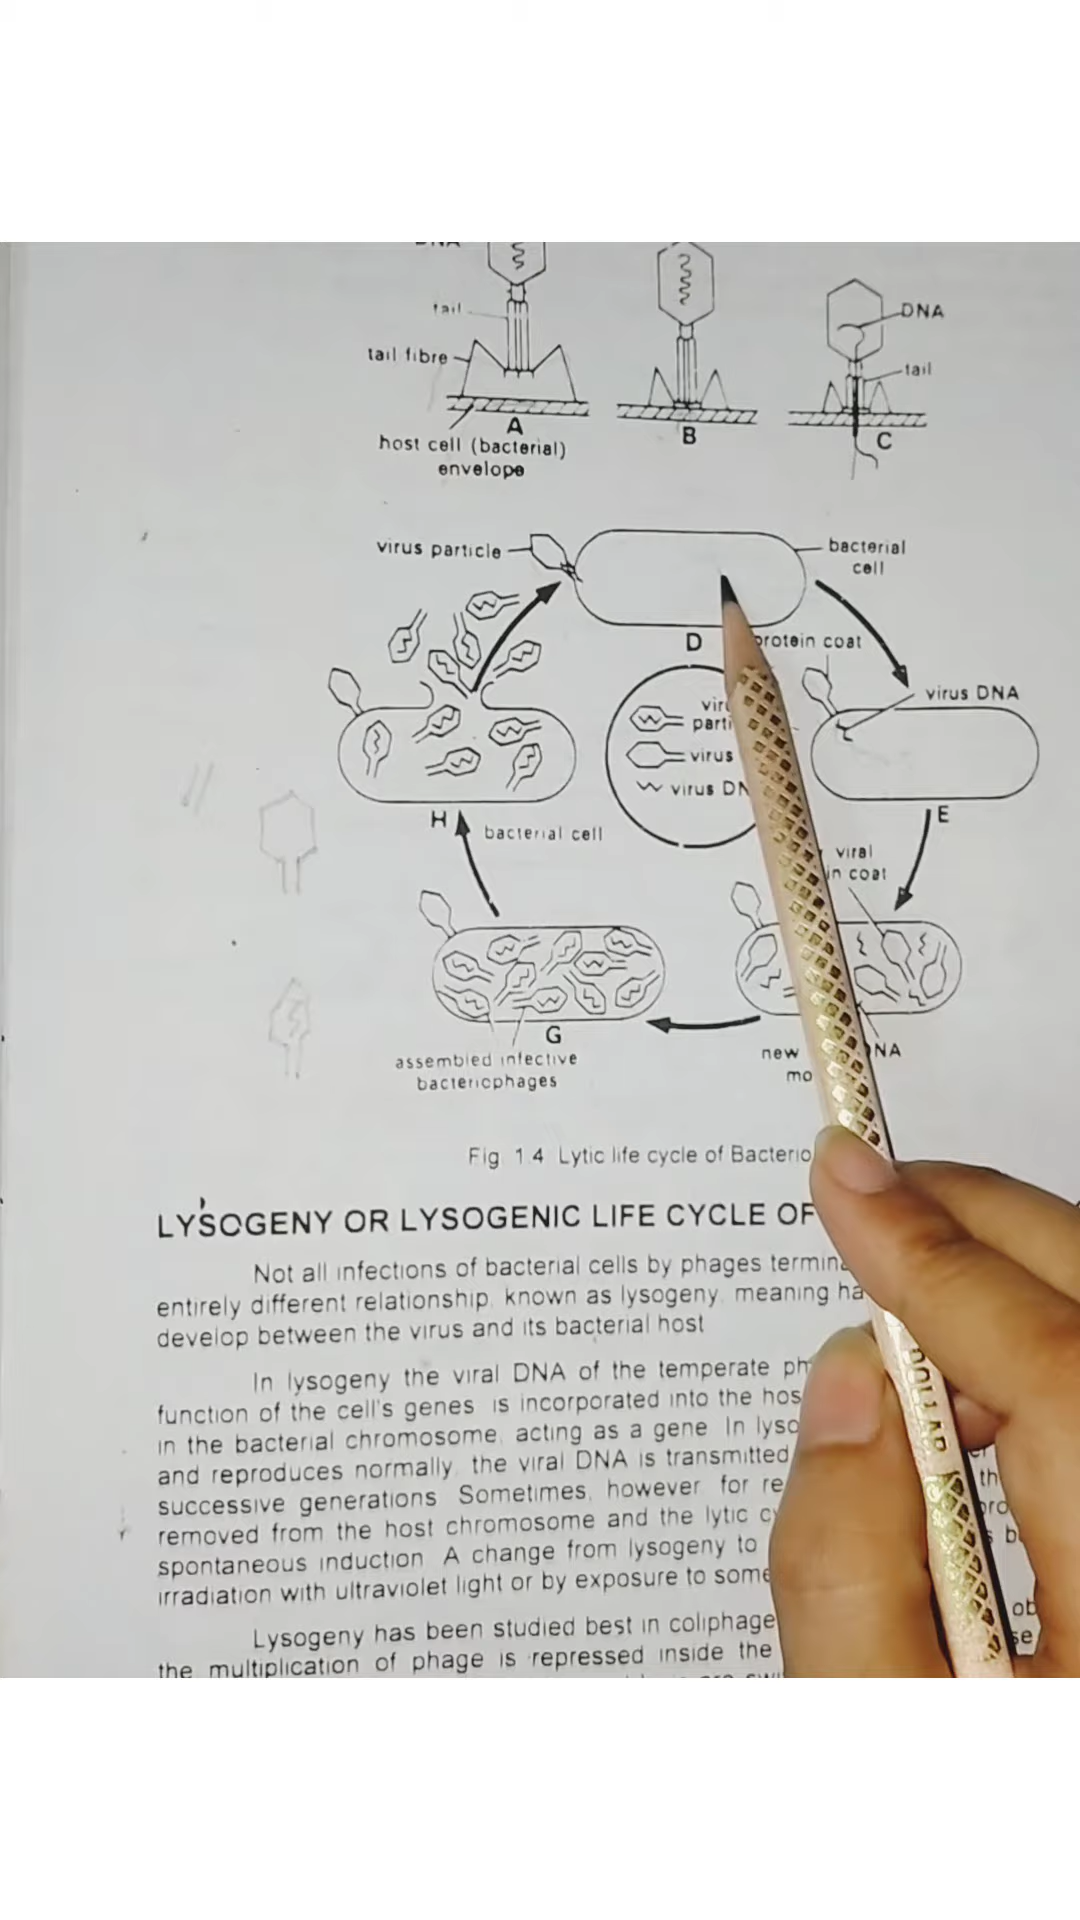 DNA
tail
tail fibre
A
host cell (bacterial)
envelope
B
DNA
tail
C
virus particle
bacterial
cell
D
protein coat
virus DNA
E
virus
virus
H
bacterial cell
viral
in coat
G
assembled infective
bacteriophages
new
NA
mo
Fig. 1.4 Lytic life cycle of Bacterio
LYSOGENY OR LYSOGENIC LIFE CYCLE OF
Not all infections of bacterial cells by phages termina
entirely different relationship, known as lysogeny, meaning ha
develop between the virus and its bacterial host
In lysogeny the viral DNA of the temperate ph
function of the cell's genes is incorporated into the hos
in the bacterial chromosome, acting as a gene In lyso
and reproduces normally, the viral DNA is transmitted
successive generations Sometimes, however, for re
removed from the host chromosome and the lytic cy
spontaneous induction A change from lysogeny to
irradiation with ultraviolet light or by exposure to some
Lysogeny has been studied best in coliphage
the multiplication of phage is repressed inside the
DOLLAR